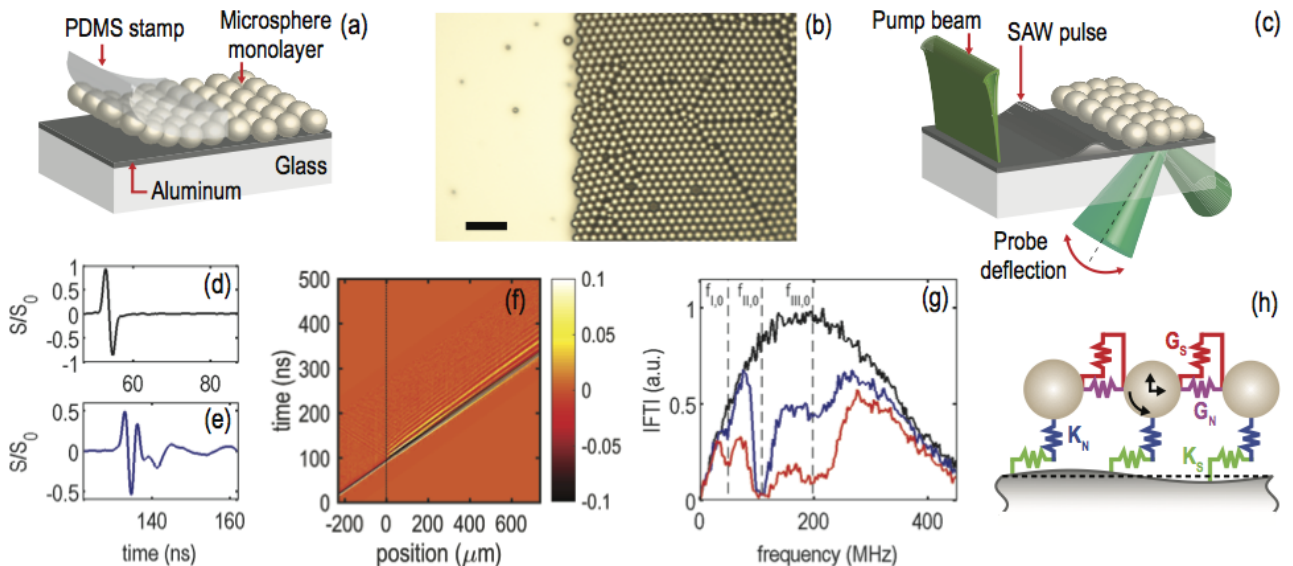 PDMS stamp
Microsphere
monolayer
(a)
Glass
Aluminum
(b)
Pump beam
SAW pulse
(c)
Probe
deflection
S/S0
1
0.5
0
-0.5
-1
(d)
60
80
S/S0
0.5
0
-0.5
(e)
140
160
time (ns)
time (ns)
500
400
300
200
100
0
(f)
-200
0
200
400
600
position (μm)
0.1
0.05
0
-0.05
-0.1
|FT| (a.u.)
1
0.5
0
fI,0
fII,0
fIII,0
(g)
0
200
400
frequency (MHz)
(h)
GS
GN
KN
KS